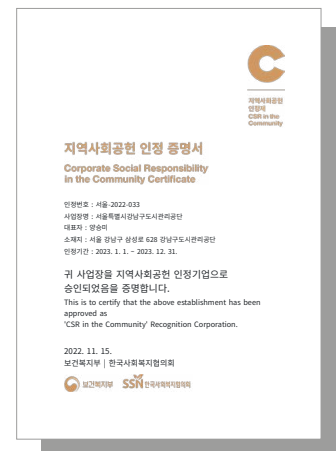 지역사회공헌
인정제
CSR in the
Community
지역사회공헌 인정 증명서
Corporate Social Responsibility
in the Community Certificate
인정번호 : 서울-2022-033
사업장명 : 서울특별시강남구도시관리공단
대표자 : 양승미
소재지 : 서울 강남구 삼성로 628 강남구도시관리공단
인정기간 : 2023. 1. 1. ~ 2023. 12. 31.
귀 사업장을 지역사회공헌 인정기업으로
승인되었음을 증명합니다.
This is to certify that the above establishment has been
approved as
'CSR in the Community' Recognition Corporation.
2022. 11. 15.
보건복지부 | 한국사회복지협의회
보건복지부 SSN 한국사회복지협의회